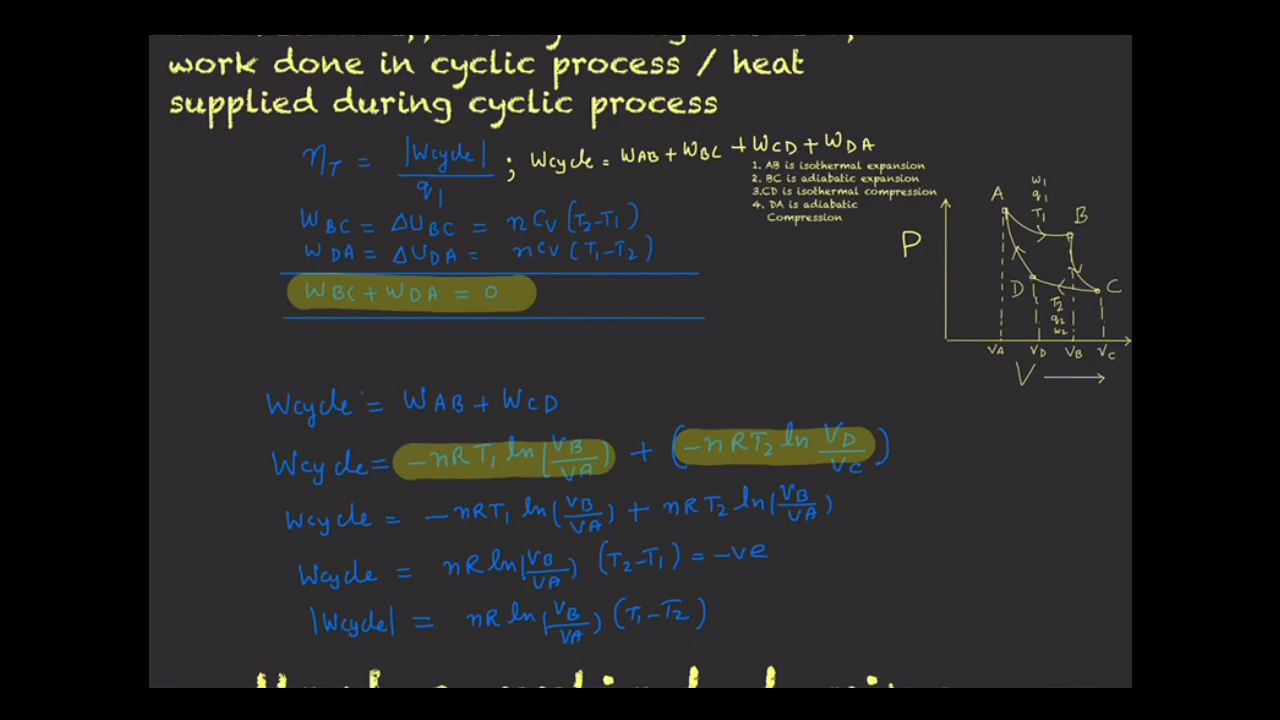 work done in cyclic process / heat
supplied during cyclic process
ηT = |Wcycle| / q1 ; Wcycle = WAB + WBC + WCD + WDA
1. AB is isothermal expansion
2. BC is adiabatic expansion
3.CD is isothermal compression
4. DA is adiabatic
Compression
WBC = ΔUBC = nCv (T2-T1)
WDA = ΔUDA = nCv (T1-T2)
WBC + WDA = 0
W1
q1
T1
A
B
P
D
C
T2
q2
W2
VA VD VB VC
V
Wcycle = WAB + WCD
Wcycle = -nRT1 ln(VB/VA) + (-nRT2 ln VD/VC)
Wcycle = -nRT1 ln(VB/VA) + nRT2 ln(VB/VA)
Wcycle = nR ln(VB/VA) (T2-T1) = -ve
|Wcycle| = nR ln(VB/VA) (T1-T2)